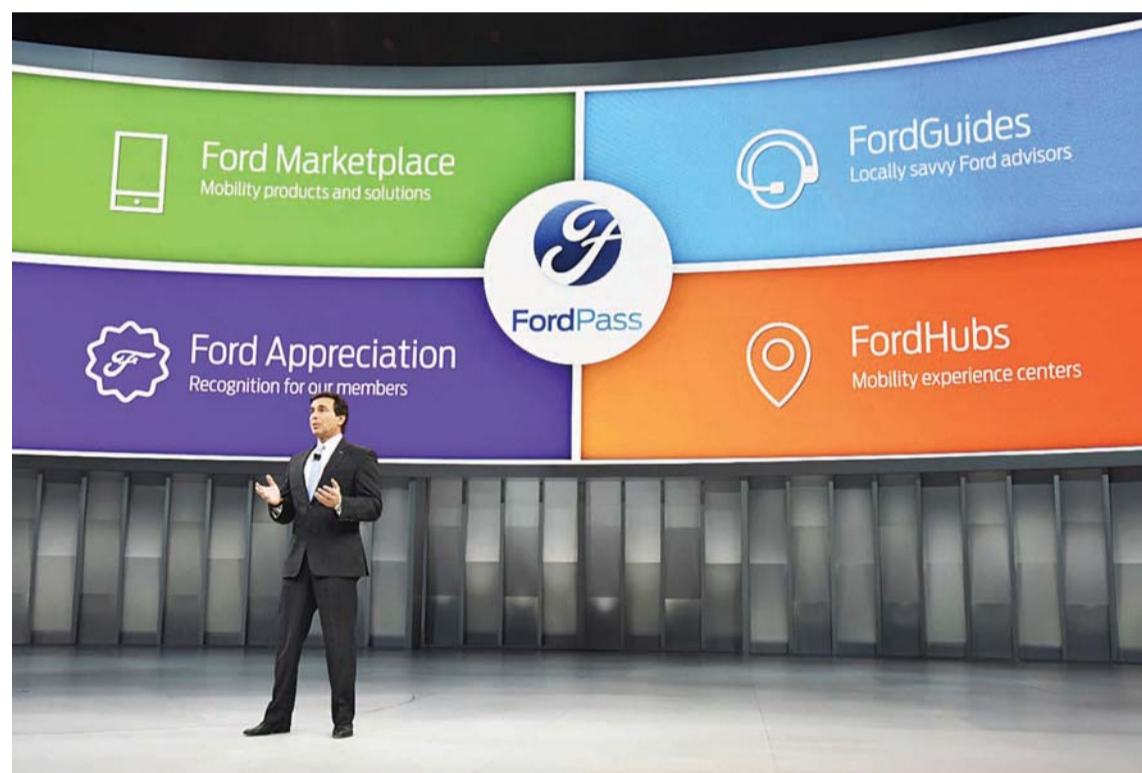 Ford Marketplace
Mobility products and solutions
FordGuides
Locally savvy Ford advisors
F
FordPass
F
Ford Appreciation
Recognition for our members
FordHubs
Mobility experience centers